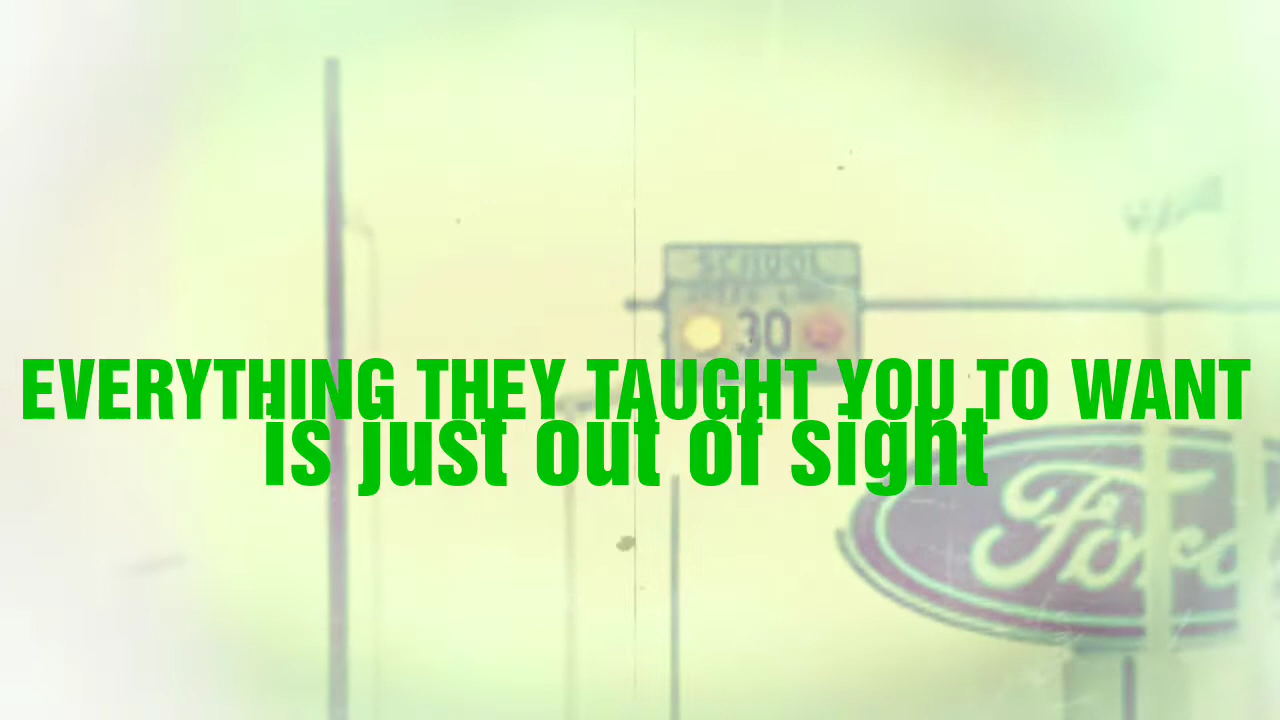 SCHOOL
30
EVERYTHING THEY TAUGHT YOU TO WANT
is just out of sight
Ford